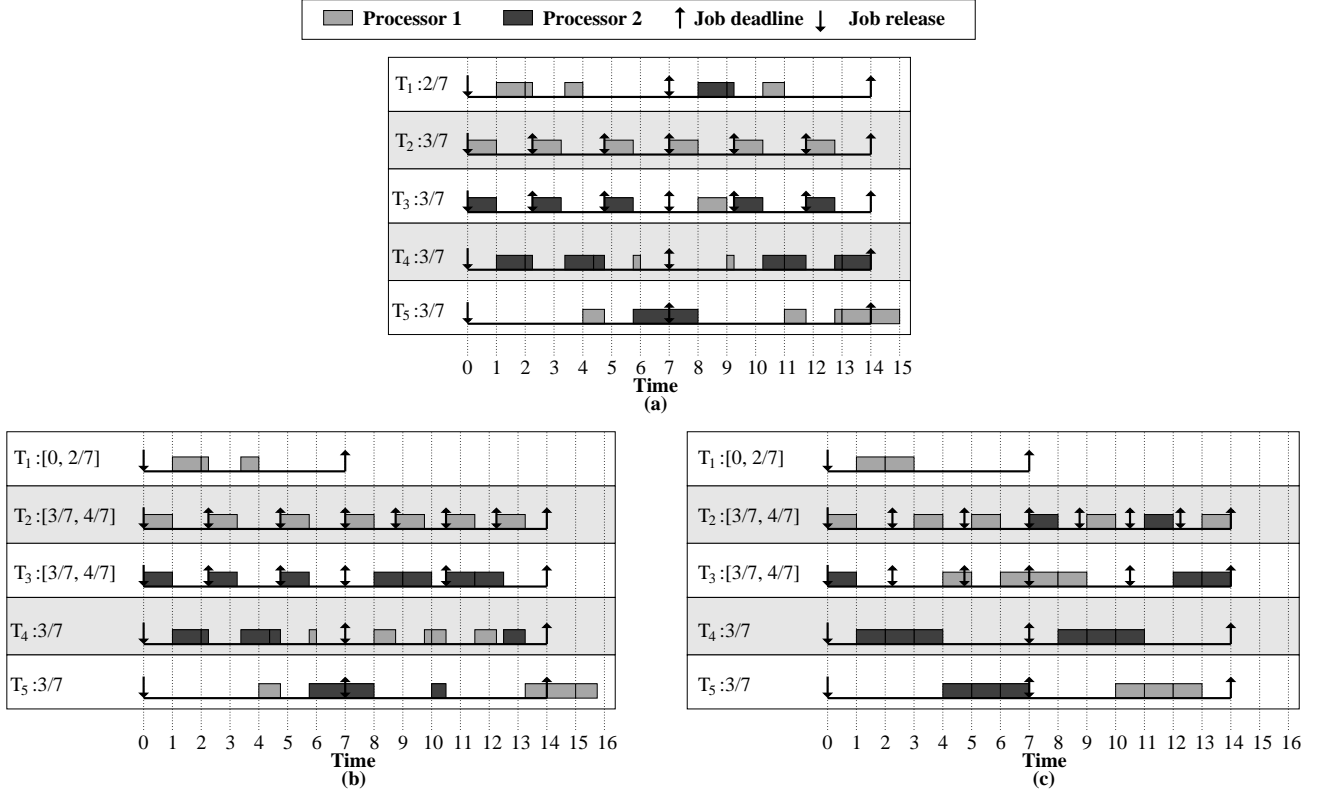 Processor 1 Processor 2 Job deadline Job release
T1 :2/7
T2 :3/7
T3 :3/7
T4 :3/7
T5 :3/7
0 1 2 3 4 5 6 7 8 9 10 11 12 13 14 15
Time
(a)
T1 :[0, 2/7]
T2 :[3/7, 4/7]
T3 :[3/7, 4/7]
T4 :3/7
T5 :3/7
0 1 2 3 4 5 6 7 8 9 10 11 12 13 14 15 16
Time
(b)
T1 :[0, 2/7]
T2 :[3/7, 4/7]
T3 :[3/7, 4/7]
T4 :3/7
T5 :3/7
0 1 2 3 4 5 6 7 8 9 10 11 12 13 14 15 16
Time
(c)